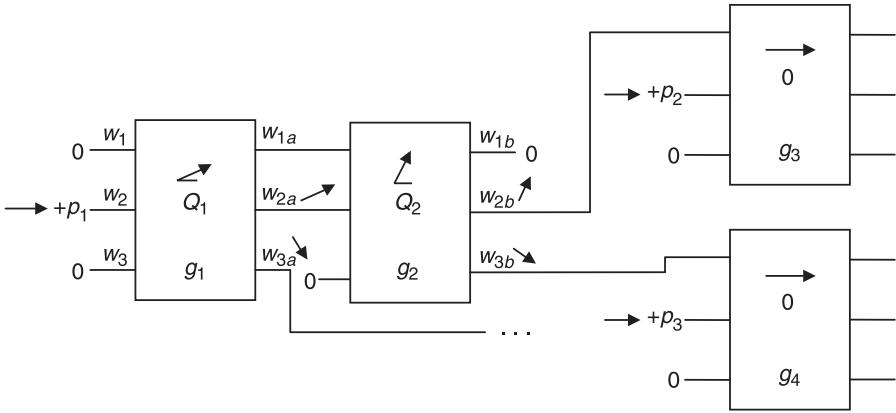 0 w1
+p1 w2
0 w3
Q1
g1
w1a
w2a
w3a
0
Q2
g2
w1b 0
w2b
w3b
. . .
+p2
0
0
g3
+p3
0
0
g4